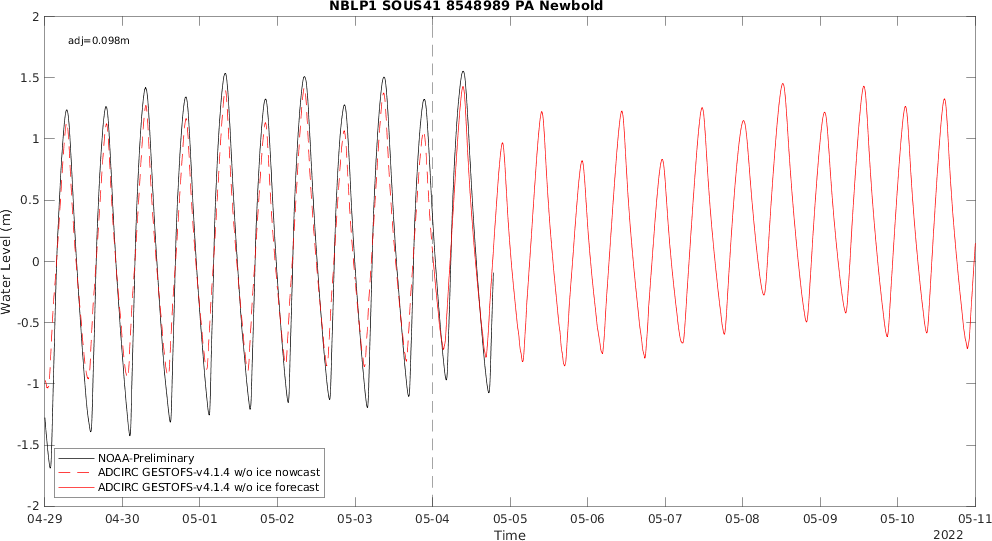 NBLP1 SOUS41 8548989 PA Newbold
adj=0.098m
2
1.5
1
0.5
0
-0.5
-1
-1.5
-2
Water Level (m)
NOAA-Preliminary
ADCIRC GESTOFS-v4.1.4 w/o ice nowcast
ADCIRC GESTOFS-v4.1.4 w/o ice forecast
04-29 04-30 05-01 05-02 05-03 05-04 05-05 05-06 05-07 05-08 05-09 05-10 05-11
Time
2022